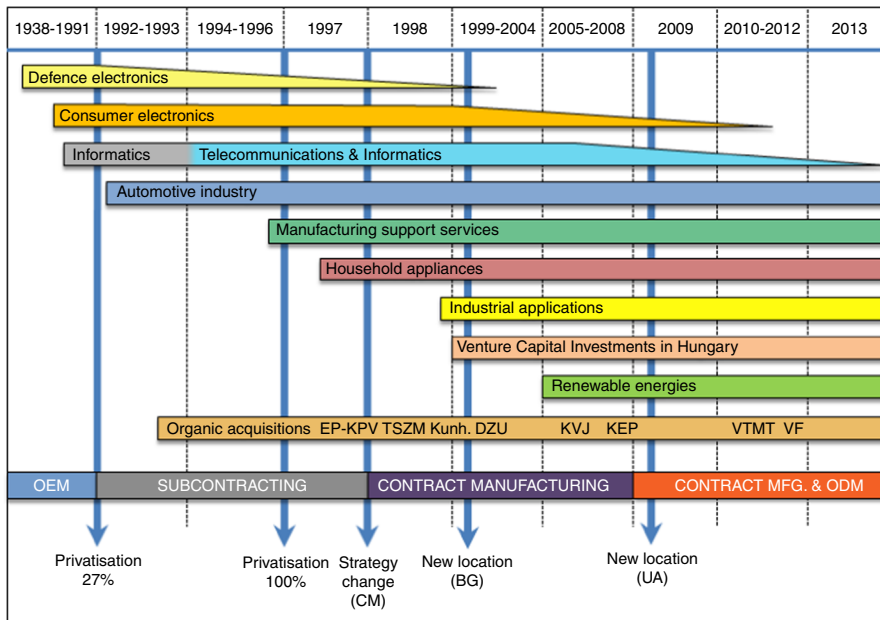 1938-1991 1992-1993 1994-1996 1997 1998 1999-2004 2005-2008 2009 2010-2012 2013
Defence electronics
Consumer electronics
Informatics Telecommunications & Informatics
Automotive industry
Manufacturing support services
Household appliances
Industrial applications
Venture Capital Investments in Hungary
Renewable energies
Organic acquisitions EP-KPV TSZM Kunh. DZU KVJ KEP VTMT VF
OEM SUBCONTRACTING CONTRACT MANUFACTURING CONTRACT MFG. & ODM
Privatisation
27%
Privatisation
100%
Strategy
change
(CM)
New location
(BG)
New location
(UA)